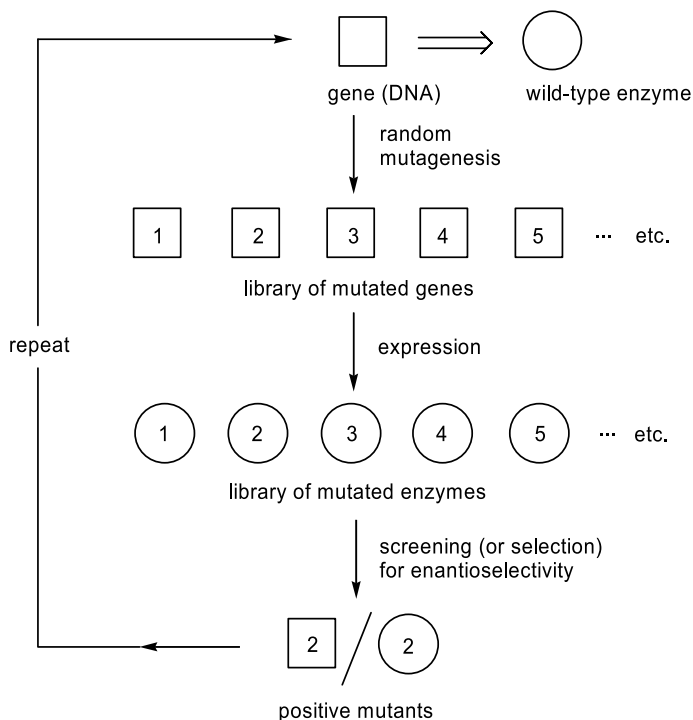 gene (DNA)
wild-type enzyme
random
mutagenesis
1 2 3 4 5 ... etc.
library of mutated genes
repeat
expression
1 2 3 4 5 ... etc.
library of mutated enzymes
screening (or selection)
for enantioselectivity
2 / 2
positive mutants